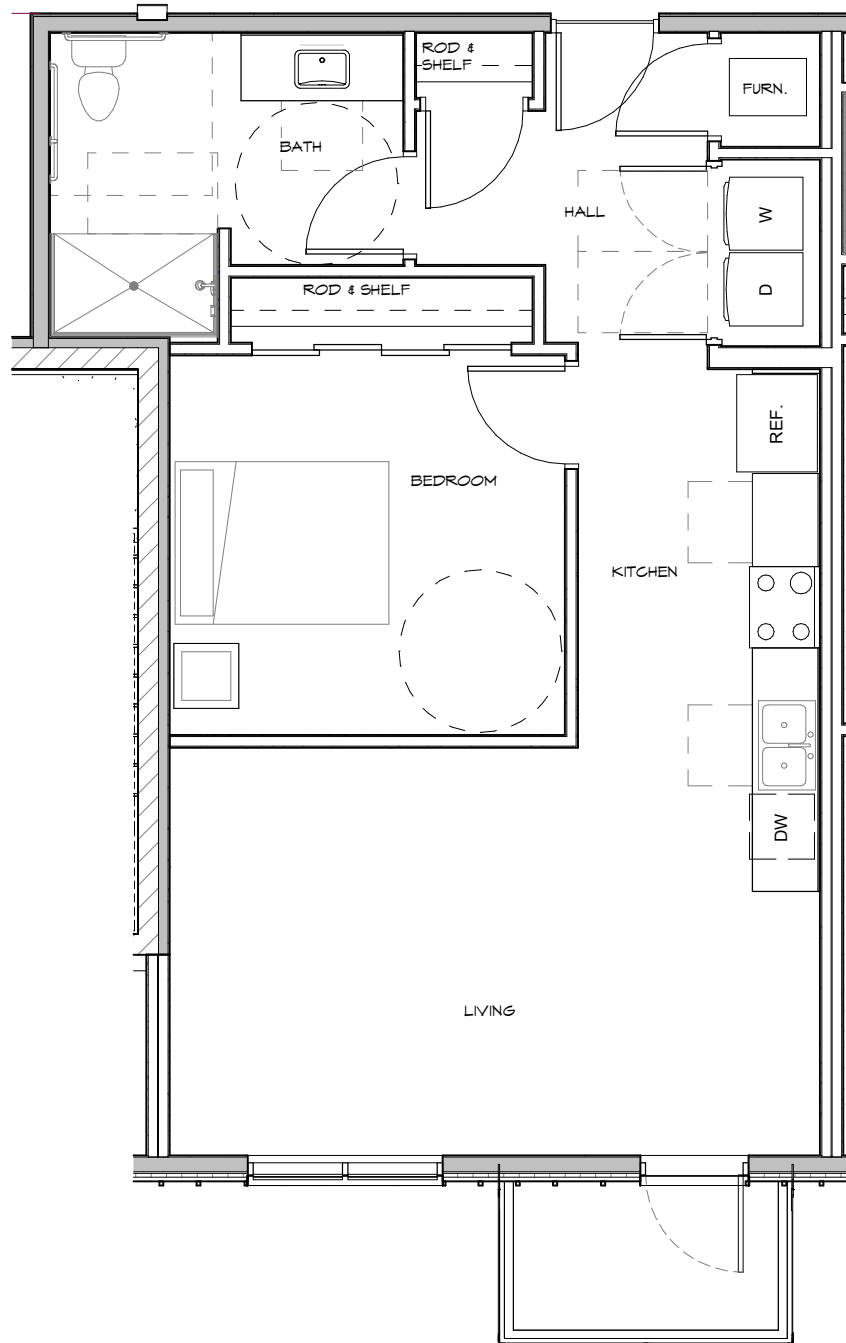 ROD &
SHELF
FURN.
BATH
HALL
W
D
ROD & SHELF
REF.
BEDROOM
KITCHEN
DW
LIVING